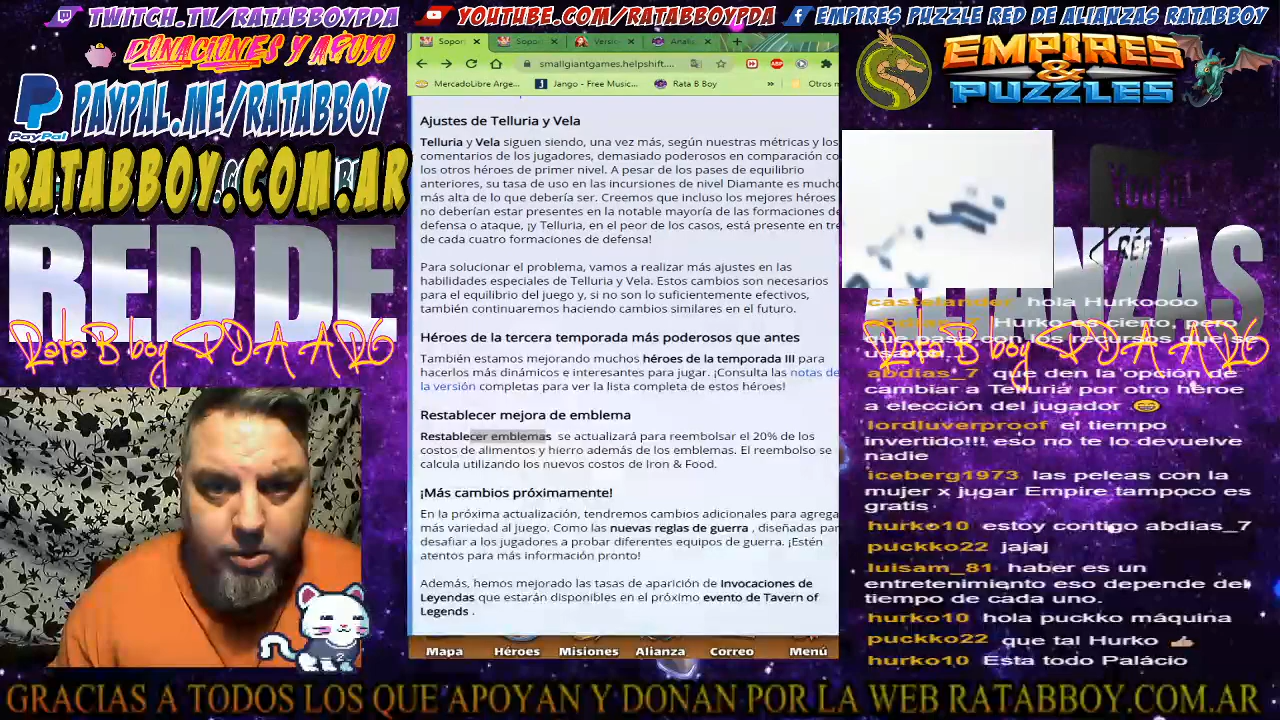 TWITCH.TV/RATABBOYPDA
YOUTUBE.COM/RATABBOYPDA
EMPIRES PUZZLE RED DE ALIANZAS RATABBOY
DONACIONES Y APOYO
PayPal
PAYPAL.ME/RATABBOY
RATABBOY.COM.AR
RED DE
Rata B boy PDA ARG
EMPIRES
&
PUZZLES
ALIANZAS
Rata B boy PDA ARG
Sopor
Sopor
Versio
Anali
smallgiantgames.helpshift....
ABP
MercadoLibre Arge...
Jango - Free Music...
Rata B Boy
»
Otros m
Ajustes de Telluria y Vela
Telluria y Vela siguen siendo, una vez más, según nuestras métricas y los
comentarios de los jugadores, demasiado poderosos en comparación co
los otros héroes de primer nivel. A pesar de los pases de equilibrio
anteriores, su tasa de uso en las incursiones de nivel Diamante es mucho
más alta de lo que debería ser. Creemos que incluso los mejores héroes
no deberían estar presentes en la notable mayoría de las formaciones de
defensa o ataque, ¡y Telluria, en el peor de los casos, está presente en tre
de cada cuatro formaciones de defensa!
Para solucionar el problema, vamos a realizar más ajustes en las
habilidades especiales de Telluria y Vela. Estos cambios son necesarios
para el equilibrio del juego y, si no son lo suficientemente efectivos,
también continuaremos haciendo cambios similares en el futuro.
Héroes de la tercera temporada más poderosos que antes
También estamos mejorando muchos héroes de la temporada III para
hacerlos más dinámicos e interesantes para jugar. ¡Consulta las notas de
la versión completas para ver la lista completa de estos héroes!
Restablecer mejora de emblema
Restablecer emblemas se actualizará para reembolsar el 20% de los
costos de alimentos y hierro además de los emblemas. El reembolso se
calcula utilizando los nuevos costos de Iron & Food.
¡Más cambios próximamente!
En la próxima actualización, tendremos cambios adicionales para agrega
más variedad al juego. Como las nuevas reglas de guerra , diseñadas par
desafiar a los jugadores a probar diferentes equipos de guerra. ¡Estén
atentos para más información pronto!
Además, hemos mejorado las tasas de aparición de Invocaciones de
Leyendas que estarán disponibles en el próximo evento de Tavern of
Legends .
Mapa Héroes Misiones Alianza Correo Menú
castelander hola Hurkoooo
abdias_7 Hurko es cierto, pero
que pasa con los recursos que se
usaron...
abdias_7 que den la opción de
cambiar a Telluria por otro héroe
a elección del jugador
lordluverproof el tiempo
invertido!!! eso no te lo devuelve
nadie
iceberg1973 las peleas con la
mujer x jugar Empire tampoco es
gratis
hurko10 estoy contigo abdias_7
puckko22 jajaj
luisam_81 haber es un
entretenimiento eso depende del
tiempo de cada uno.
hurko10 hola puckko máquina
puckko22 que tal Hurko
hurko10 Esta todo Palácio
GRACIAS A TODOS LOS QUE APOYAN Y DONAN POR LA WEB RATABBOY.COM.AR